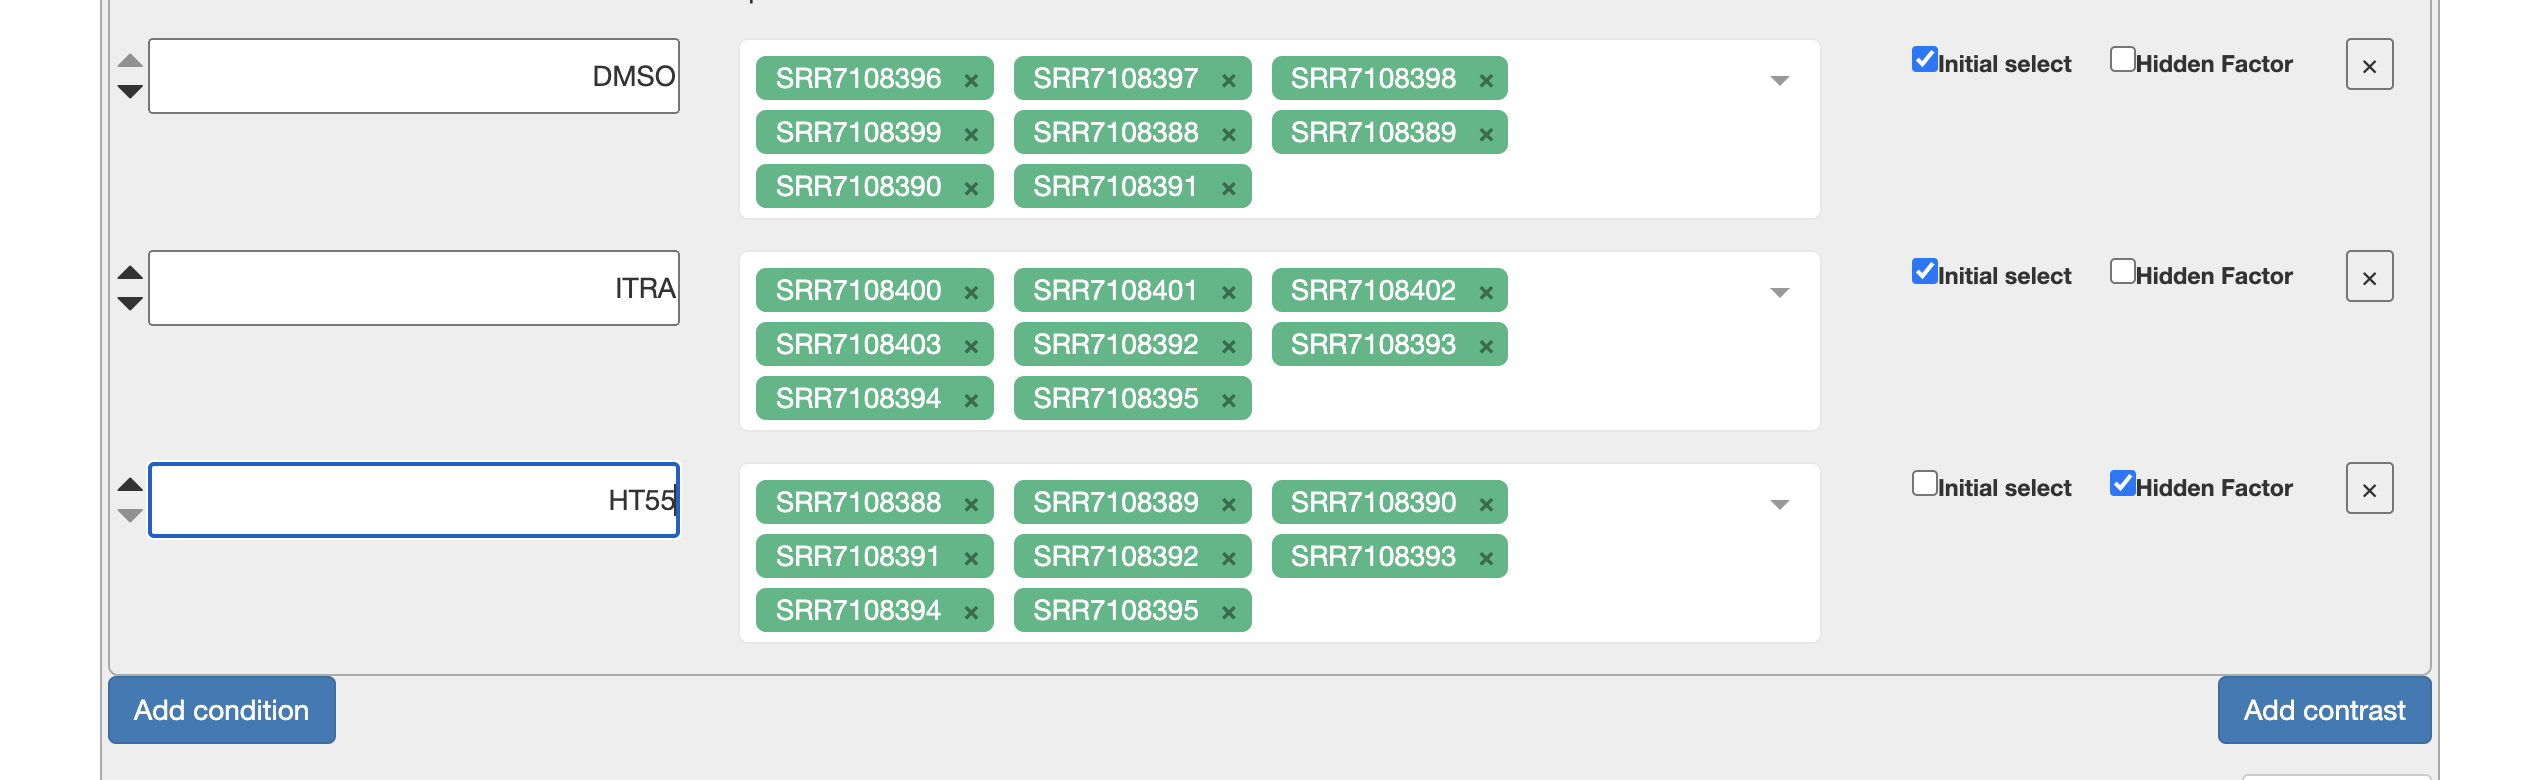 DMSO
SRR7108396 × SRR7108397 × SRR7108398 ×
Initial select Hidden Factor ×
SRR7108399 × SRR7108388 × SRR7108389 ×
SRR7108390 × SRR7108391 ×
ITRA
SRR7108400 × SRR7108401 × SRR7108402 ×
Initial select Hidden Factor ×
SRR7108403 × SRR7108392 × SRR7108393 ×
SRR7108394 × SRR7108395 ×
HT55
SRR7108388 × SRR7108389 × SRR7108390 ×
Initial select Hidden Factor ×
SRR7108391 × SRR7108392 × SRR7108393 ×
SRR7108394 × SRR7108395 ×
Add condition
Add contrast